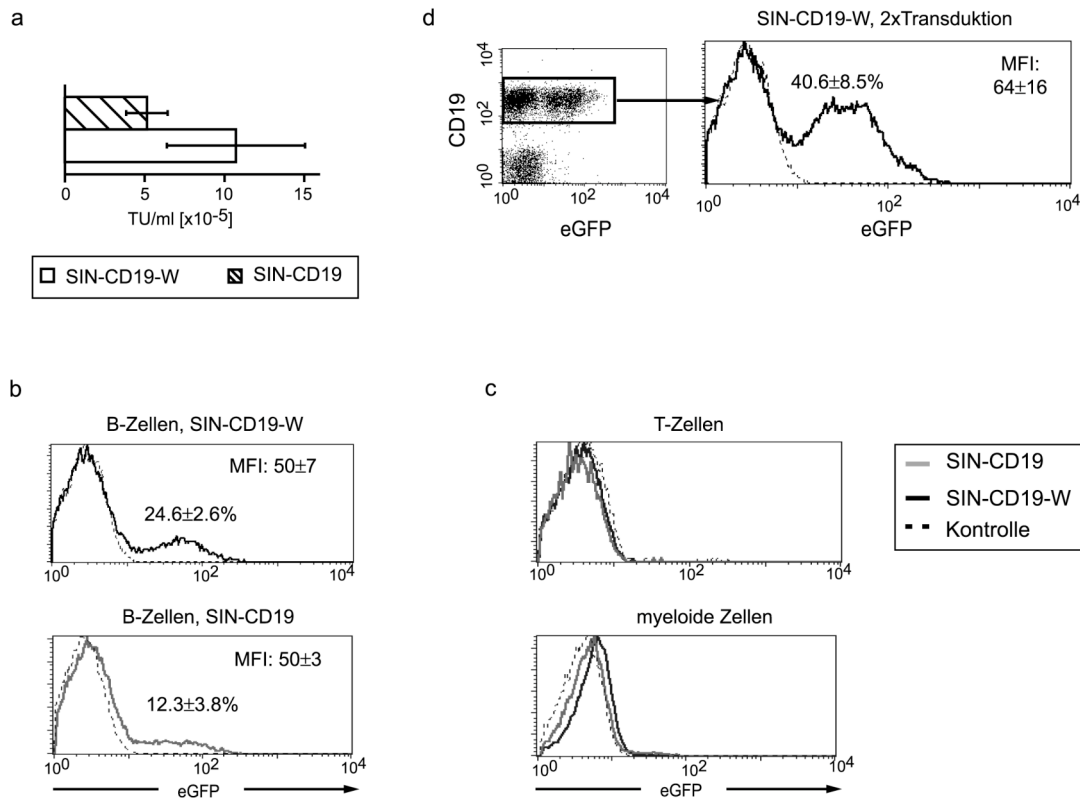 a
0 5 10 15
TU/ml [x10-5]
SIN-CD19-W SIN-CD19
d
SIN-CD19-W, 2xTransduktion
10^4
10^2
10^0
CD19
10^0 10^2 10^4
eGFP
40.6±8.5%
MFI:
64±16
10^0 10^2 10^4
eGFP
b
B-Zellen, SIN-CD19-W
MFI: 50±7
24.6±2.6%
10^0 10^2 10^4
B-Zellen, SIN-CD19
MFI: 50±3
12.3±3.8%
10^0 10^2 10^4
eGFP
c
T-Zellen
10^0 10^2 10^4
myeloide Zellen
10^0 10^2 10^4
eGFP
SIN-CD19
SIN-CD19-W
Kontrolle